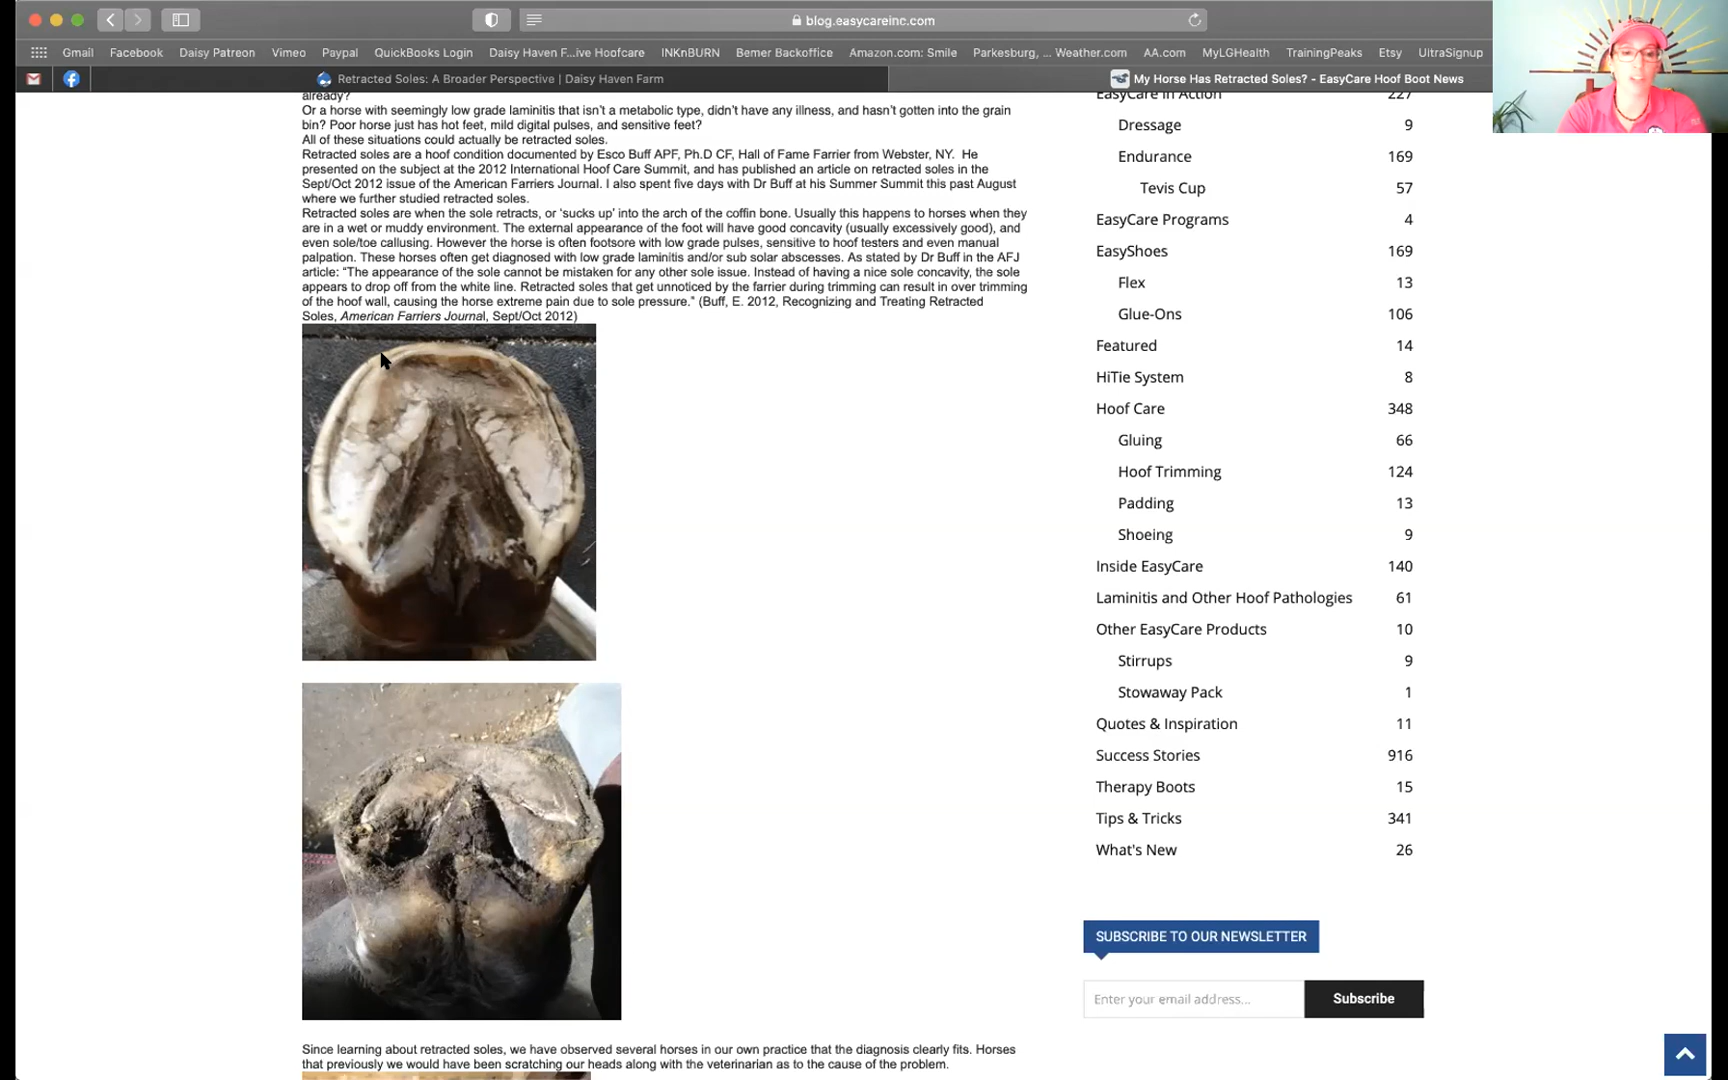 blog.easycareinc.com
Gmail Facebook Daisy Patreon Vimeo Paypal QuickBooks Login Daisy Haven F...ive Hoofcare INKnBURN Bemer Backoffice Amazon.com: Smile Parkesburg, ... Weather.com AA.com MyLGHealth TrainingPeaks Etsy UltraSignup
Retracted Soles: A Broader Perspective | Daisy Haven Farm
My Horse Has Retracted Soles? - EasyCare Hoof Boot News
already?
Or a horse with seemingly low grade laminitis that isn't a metabolic type, didn't have any illness, and hasn't gotten into the grain
bin? Poor horse just has hot feet, mild digital pulses, and sensitive feet?
All of these situations could actually be retracted soles.
Retracted soles are a hoof condition documented by Esco Buff APF, Ph.D CF, Hall of Fame Farrier from Webster, NY. He
presented on the subject at the 2012 International Hoof Care Summit, and has published an article on retracted soles in the
Sept/Oct 2012 issue of the American Farriers Journal. I also spent five days with Dr Buff at his Summer Summit this past August
where we further studied retracted soles.
Retracted soles are when the sole retracts, or 'sucks up' into the arch of the coffin bone. Usually this happens to horses when they
are in a wet or muddy environment. The external appearance of the foot will have good concavity (usually excessively good), and
even sole/toe callusing. However the horse is often footsore with low grade pulses, sensitive to hoof testers and even manual
palpation. These horses often get diagnosed with low grade laminitis and/or sub solar abscesses. As stated by Dr Buff in the AFJ
article: "The appearance of the sole cannot be mistaken for any other sole issue. Instead of having a nice sole concavity, the sole
appears to drop off from the white line. Retracted soles that get unnoticed by the farrier during trimming can result in over trimming
of the hoof wall, causing the horse extreme pain due to sole pressure." (Buff, E. 2012, Recognizing and Treating Retracted
Soles, American Farriers Journal, Sept/Oct 2012)
Since learning about retracted soles, we have observed several horses in our own practice that the diagnosis clearly fits. Horses
that previously we would have been scratching our heads along with the veterinarian as to the cause of the problem.
EasyCare in Action 227
Dressage 9
Endurance 169
Tevis Cup 57
EasyCare Programs 4
EasyShoes 169
Flex 13
Glue-Ons 106
Featured 14
HiTie System 8
Hoof Care 348
Gluing 66
Hoof Trimming 124
Padding 13
Shoeing 9
Inside EasyCare 140
Laminitis and Other Hoof Pathologies 61
Other EasyCare Products 10
Stirrups 9
Stowaway Pack 1
Quotes & Inspiration 11
Success Stories 916
Therapy Boots 15
Tips & Tricks 341
What's New 26
SUBSCRIBE TO OUR NEWSLETTER
Enter your email address... Subscribe